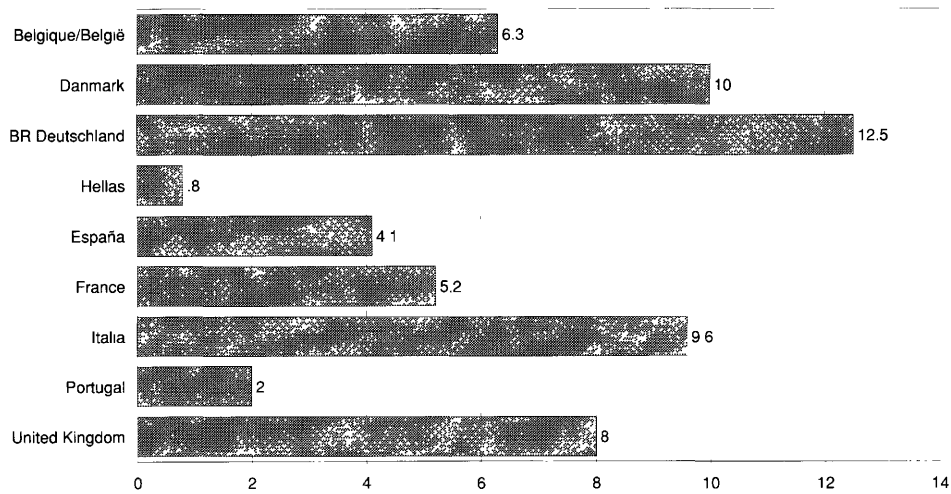 Belgique/België 6.3
Danmark 10
BR Deutschland 12.5
Hellas .8
España 4 1
France 5.2
Italıa 9 6
Portugal 2
United Kingdom 8
0 2 4 6 8 10 12 14